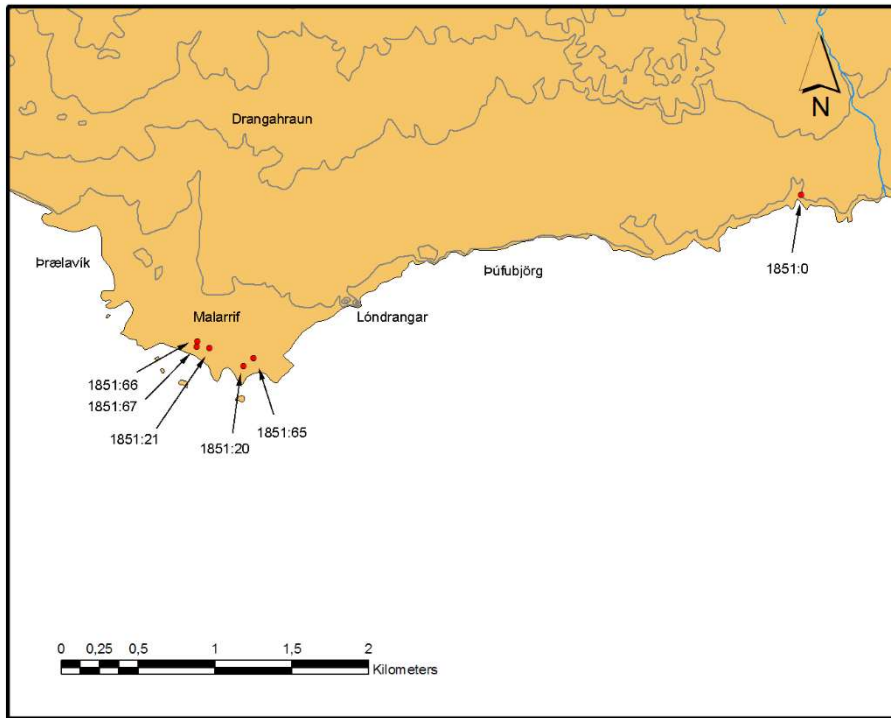 N
Drangahraun
1851:0
Þrælavík
Þúfubjörg
Malarrif
Lóndrangar
1851:66
1851:67
1851:21
1851:20
1851:65
0 0,25 0,5 1 1,5 2
Kilometers